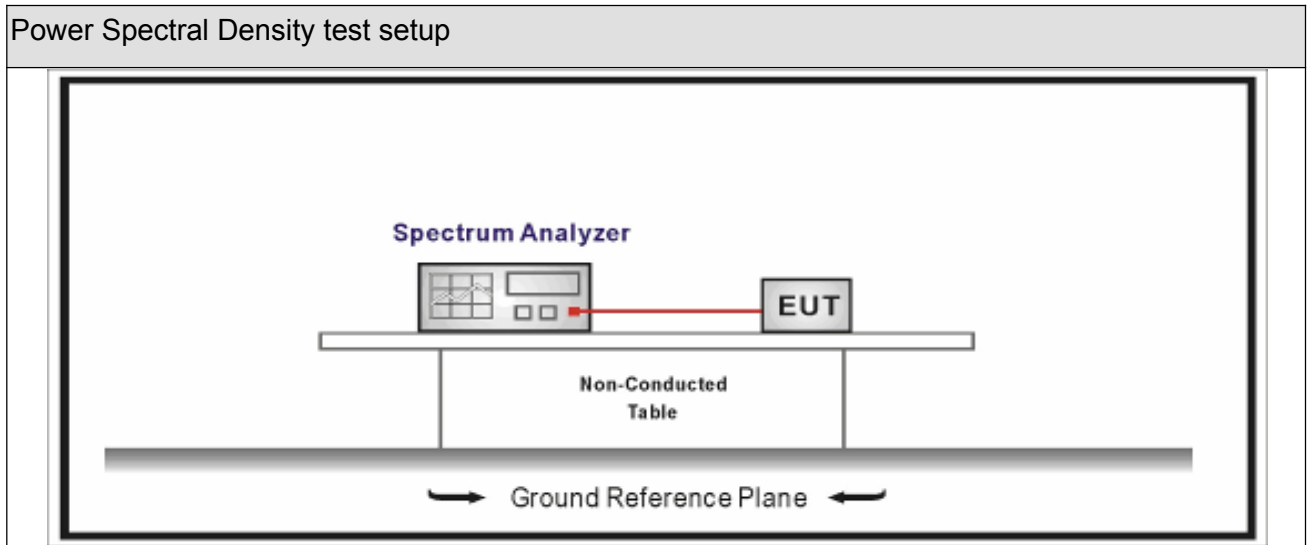 Power Spectral Density test setup
Spectrum Analyzer
EUT
Non-Conducted
Table
Ground Reference Plane